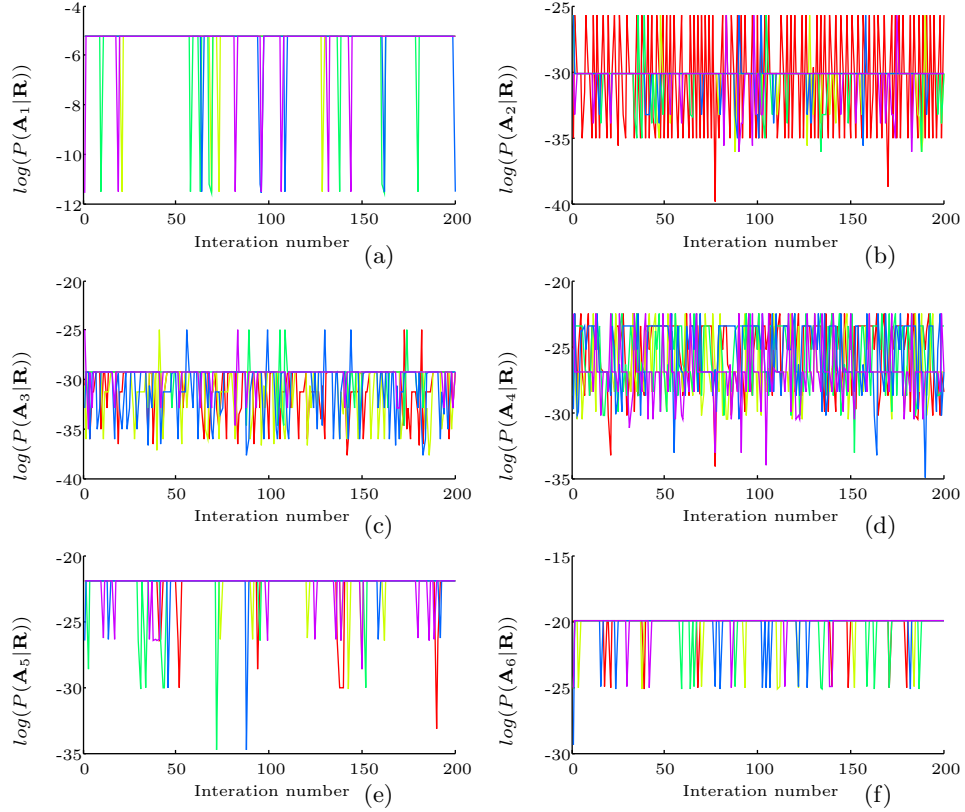 -4
-6
-8
-10
-12
0 50 100 150 200
Interation number
log(P(A₁|R))
(a)
-25
-30
-35
-40
0 50 100 150 200
Interation number
log(P(A₂|R))
(b)
-20
-25
-30
-35
-40
0 50 100 150 200
Interation number
log(P(A₃|R))
(c)
-20
-25
-30
-35
0 50 100 150 200
Interation number
log(P(A₄|R))
(d)
-20
-25
-30
-35
0 50 100 150 200
Interation number
log(P(A₅|R))
(e)
-15
-20
-25
-30
0 50 100 150 200
Interation number
log(P(A₆|R))
(f)